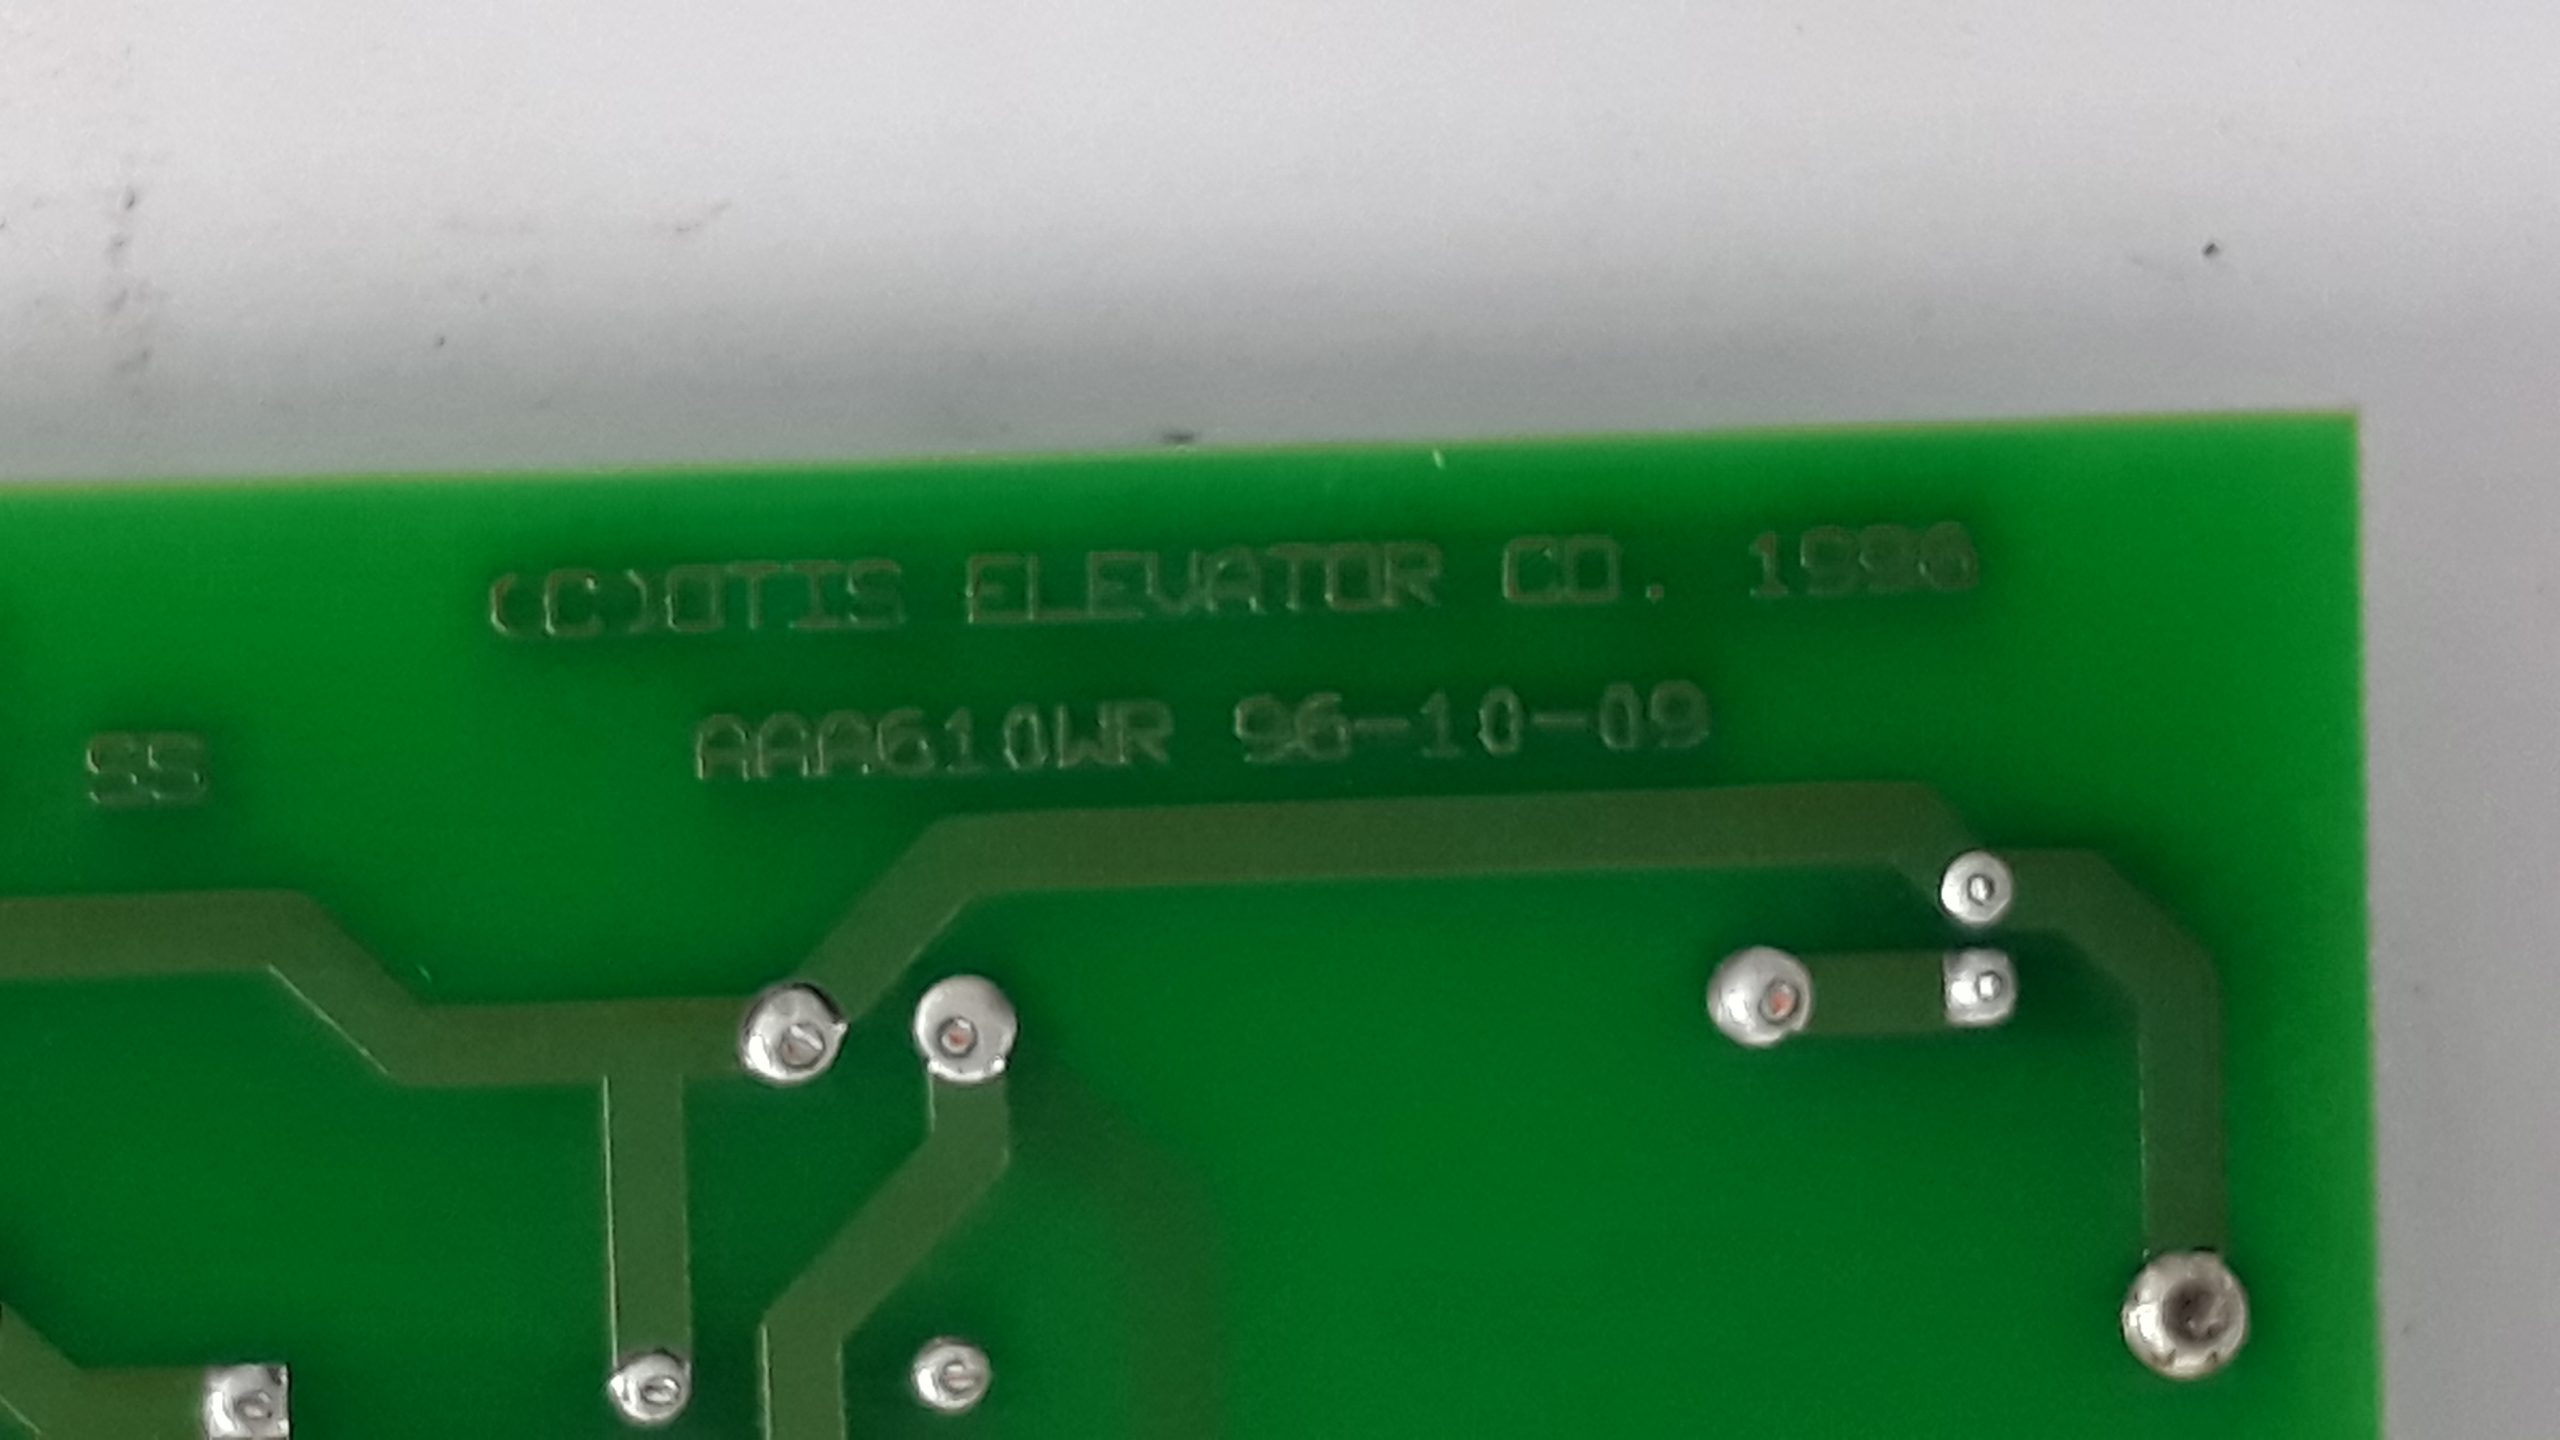 (C)OTIS ELEVATOR CO. 1996
AAA610WR 96-10-09
SS